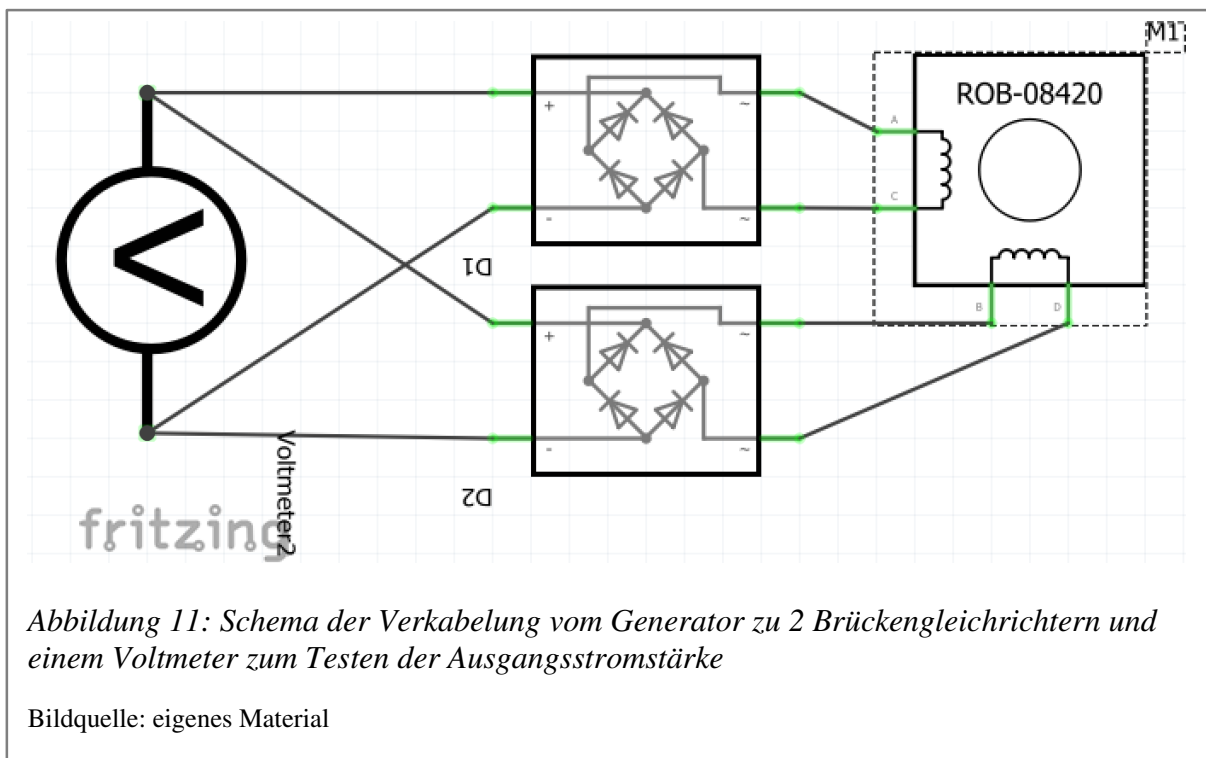 M1
ROB-08420
+
~
A
-
~
C
D1
V
+
~
B
D
-
~
D2
Voltmeter2
fritzing
Abbildung 11: Schema der Verkabelung vom Generator zu 2 Brückengleichrichtern und
einem Voltmeter zum Testen der Ausgangsstromstärke
Bildquelle: eigenes Material